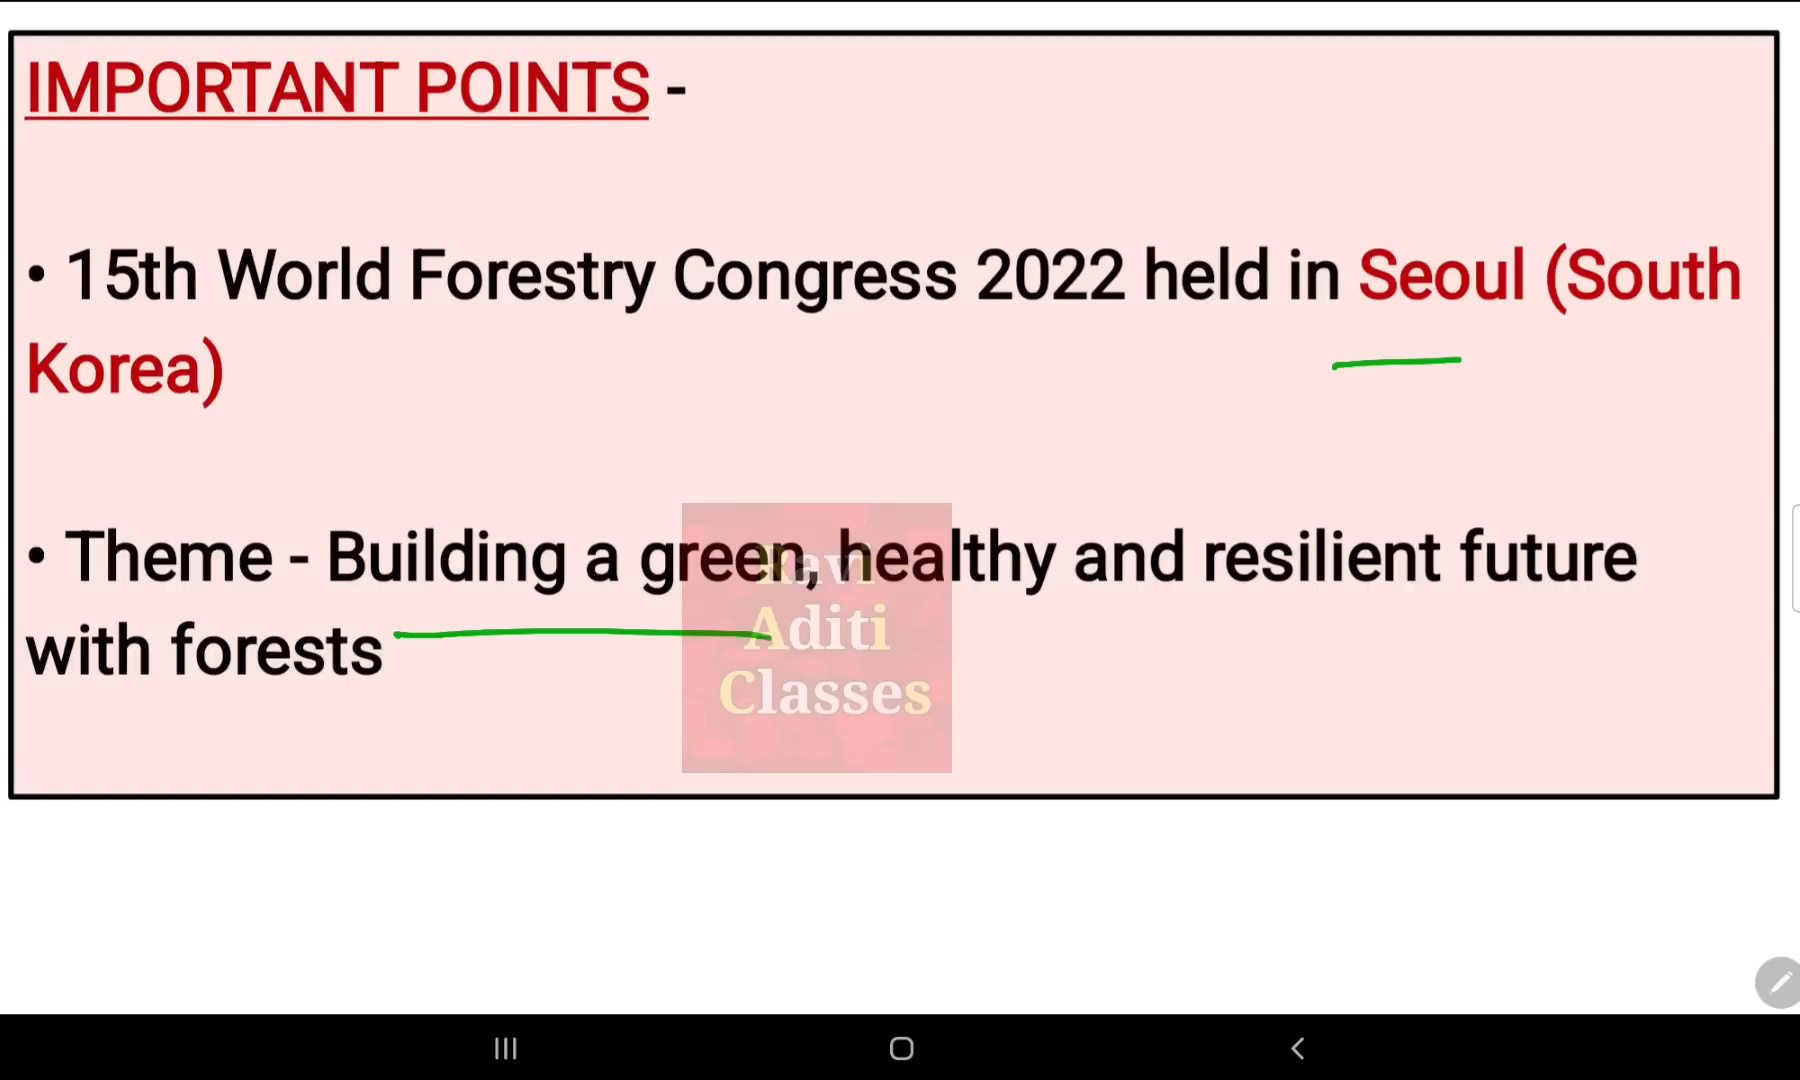 IMPORTANT POINTS -
• 15th World Forestry Congress 2022 held in Seoul (South
Korea)
• Theme - Building a green, healthy and resilient future
with forests
Ravi
Aditi
Classes